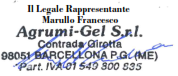 Il Legale Rappresentante
Marullo Francesco
Agrumi-Gel S.r.l.
Contrada Girotta
98051 BARCELLONA P.G. (ME)
Part. IVA 01 549 800 835